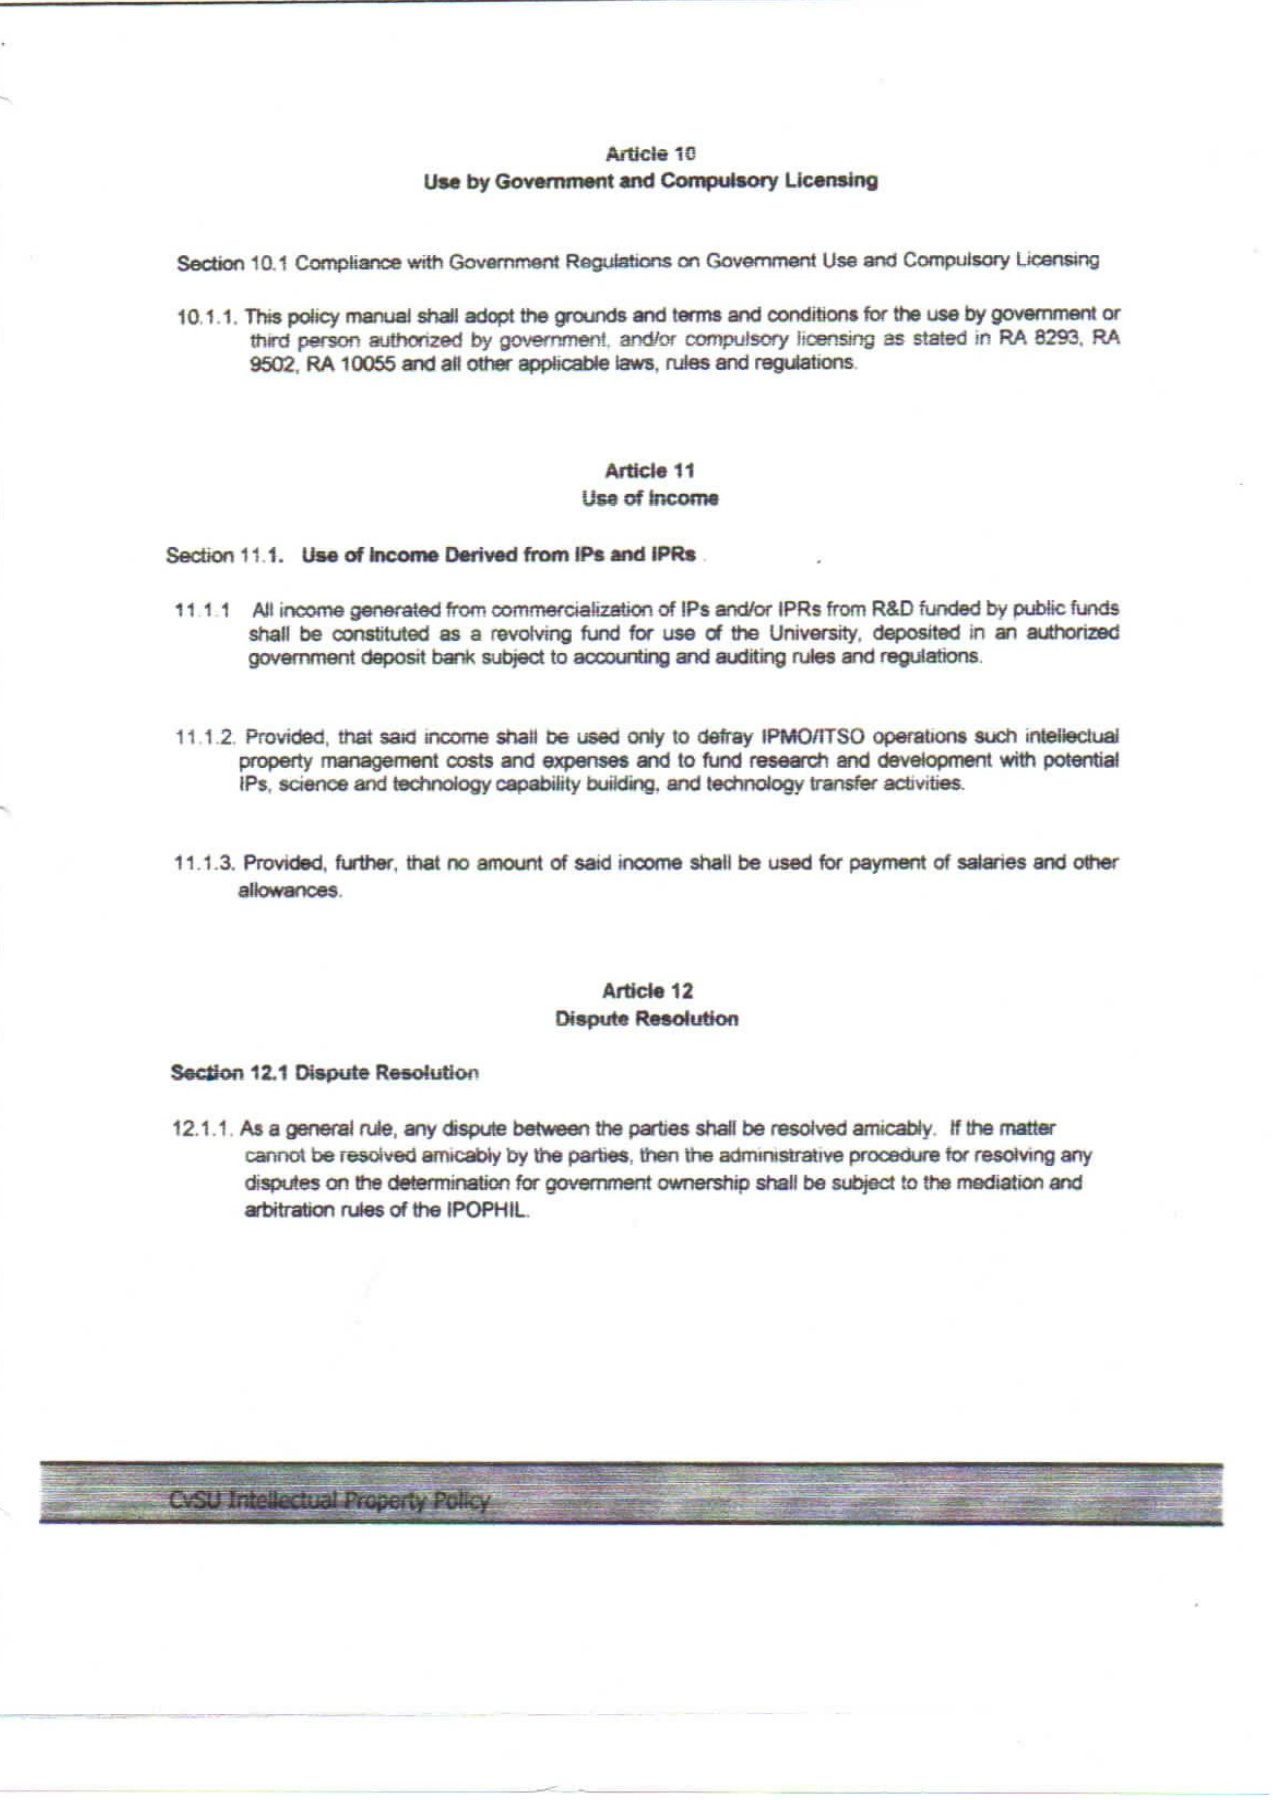 Article 10
Use by Government and Compulsory Licensing
Section 10.1 Compliance with Government Regulations on Government Use and Compulsory Licensing
10.1.1. This policy manual shall adopt the grounds and terms and conditions for the use by government or
third person authorized by government, and/or compulsory licensing as stated in RA 8293, RA
9502, RA 10055 and all other applicable laws, rules and regulations.
Article 11
Use of Income
Section 11.1. Use of Income Derived from IPs and IPRs
11.1.1 All income generated from commercialization of IPs and/or IPRs from R&D funded by public funds
shall be constituted as a revolving fund for use of the University, deposited in an authorized
government deposit bank subject to accounting and auditing rules and regulations.
11.1.2. Provided, that said income shall be used only to defray IPMO/ITSO operations such intellectual
property management costs and expenses and to fund research and development with potential
IPs, science and technology capability building, and technology transfer activities.
11.1.3. Provided, further, that no amount of said income shall be used for payment of salaries and other
allowances.
Article 12
Dispute Resolution
Section 12.1 Dispute Resolution
12.1.1. As a general rule, any dispute between the parties shall be resolved amicably. If the matter
cannot be resolved amicably by the parties, then the administrative procedure for resolving any
disputes on the determination for government ownership shall be subject to the mediation and
arbitration rules of the IPOPHIL.
CvSU Intellectual Property Policy